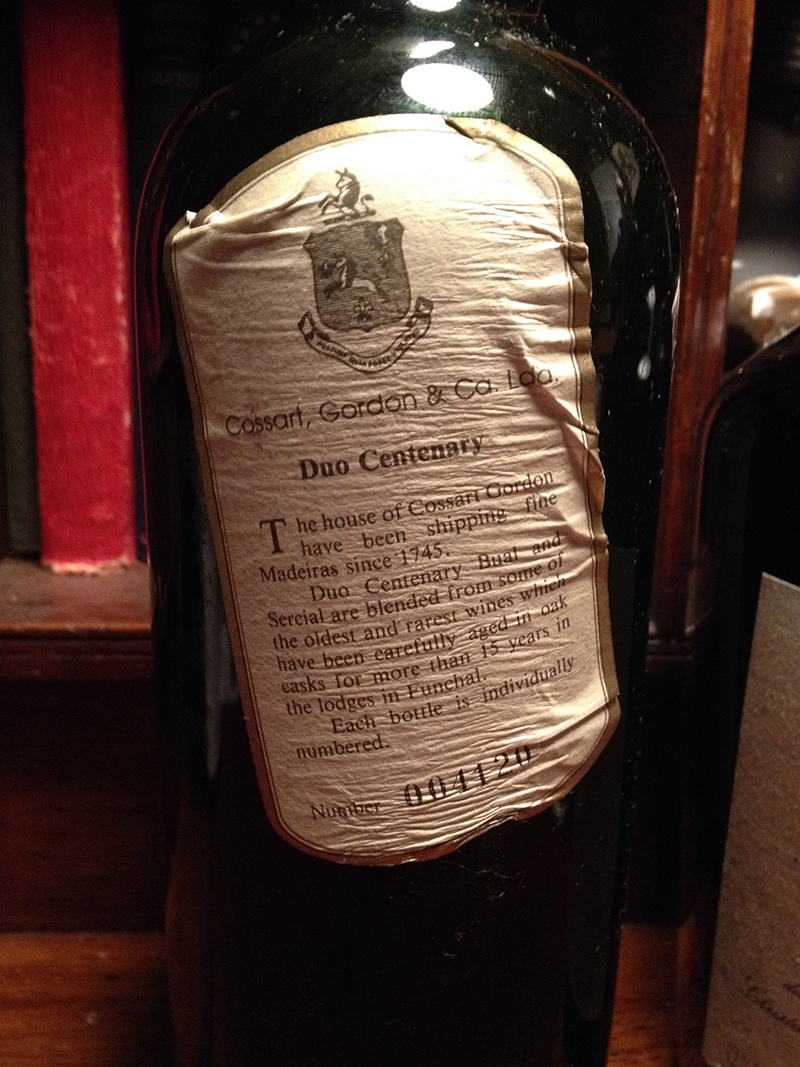 Cossart, Gordon & Ca. Lda.
Duo Centenary
The house of Cossart Gordon
have been shipping fine
Madeiras since 1745.
Duo Centenary Bual and
Sercial are blended from some of
the oldest and rarest wines which
have been carefully aged in oak
casks for more than 15 years in
the lodges in Funchal.
Each bottle is individually
numbered.
Number 004120